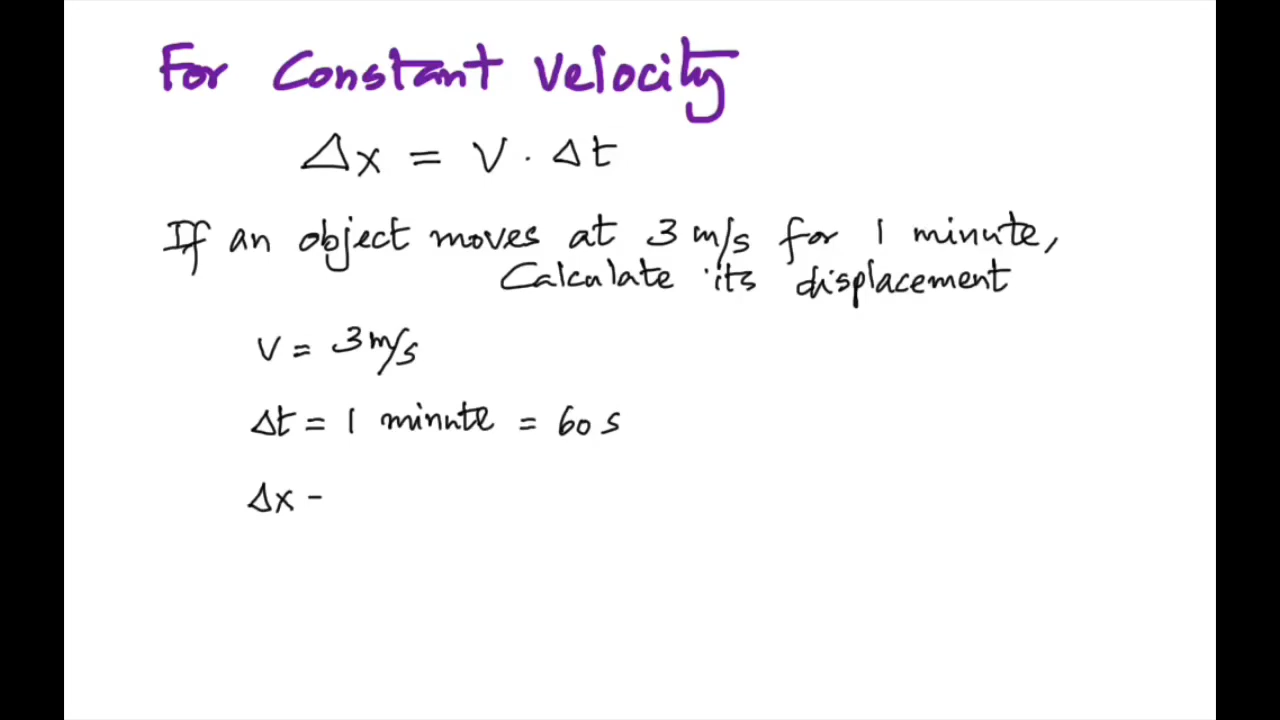 For Constant Velocity
Δx = V · Δt
If an object moves at 3 m/s for 1 minute,
Calculate its displacement
V = 3 m/s
Δt = 1 minute = 60 s
Δx -